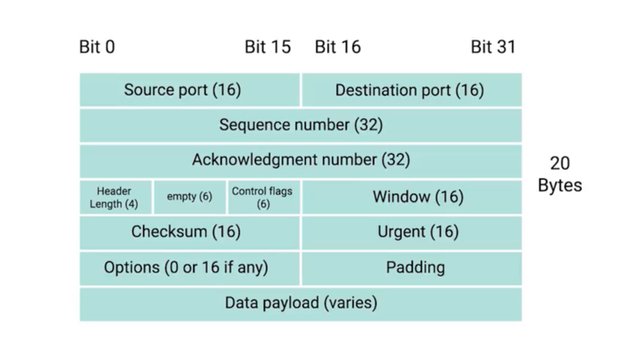 Bit 0 Bit 15 Bit 16 Bit 31
Source port (16) Destination port (16)
Sequence number (32)
Acknowledgment number (32)
20
Bytes
Header
Length (4)
empty (6)
Control flags
(6)
Window (16)
Checksum (16) Urgent (16)
Options (0 or 16 if any) Padding
Data payload (varies)